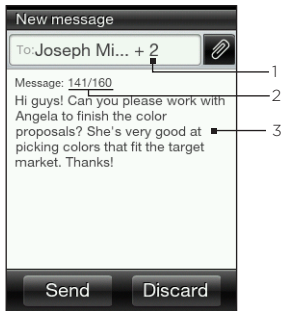 New message
To: Joseph Mi... + 2
1
Message: 141/160
2
Hi guys! Can you please work with
Angela to finish the color
proposals? She's very good at
3
picking colors that fit the target
market. Thanks!
Send Discard